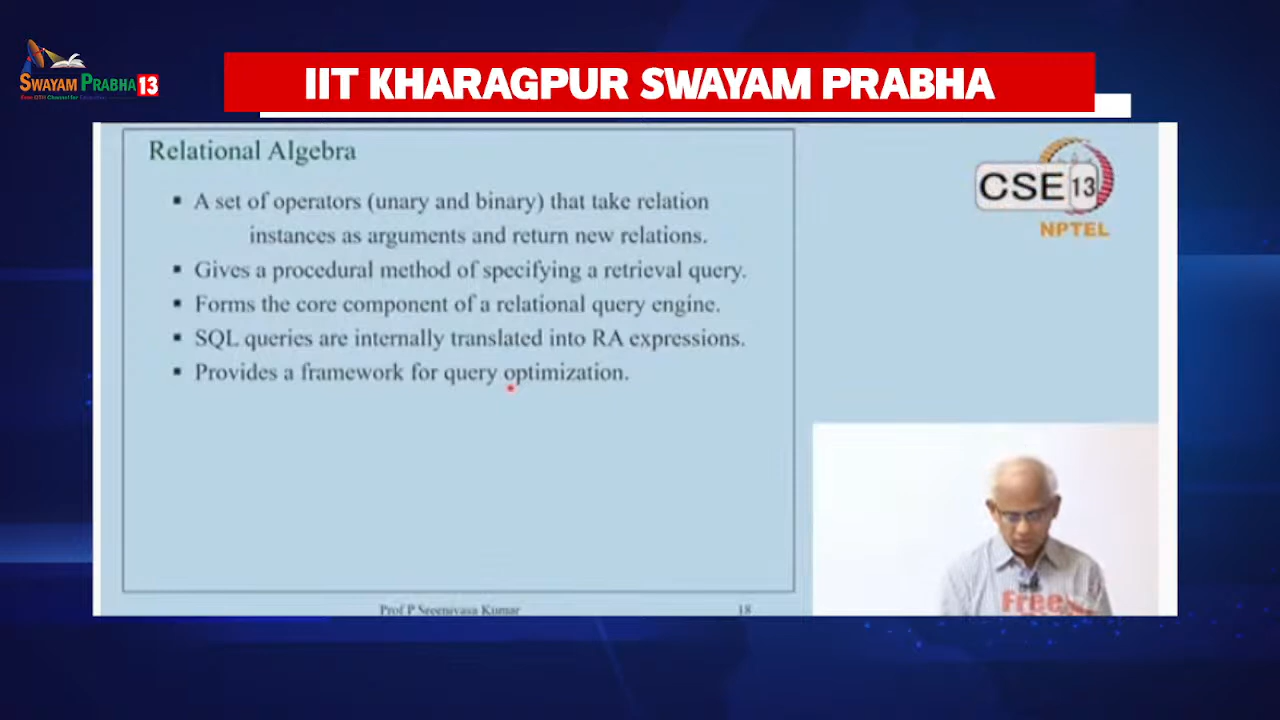 SWAYAM PRABHA 13
IIT KHARAGPUR SWAYAM PRABHA
Relational Algebra
▪ A set of operators (unary and binary) that take relation
instances as arguments and return new relations.
▪ Gives a procedural method of specifying a retrieval query.
▪ Forms the core component of a relational query engine.
▪ SQL queries are internally translated into RA expressions.
▪ Provides a framework for query optimization.
CSE 13
NPTEL
Free
Prof P Sreenivasa Kumar
18